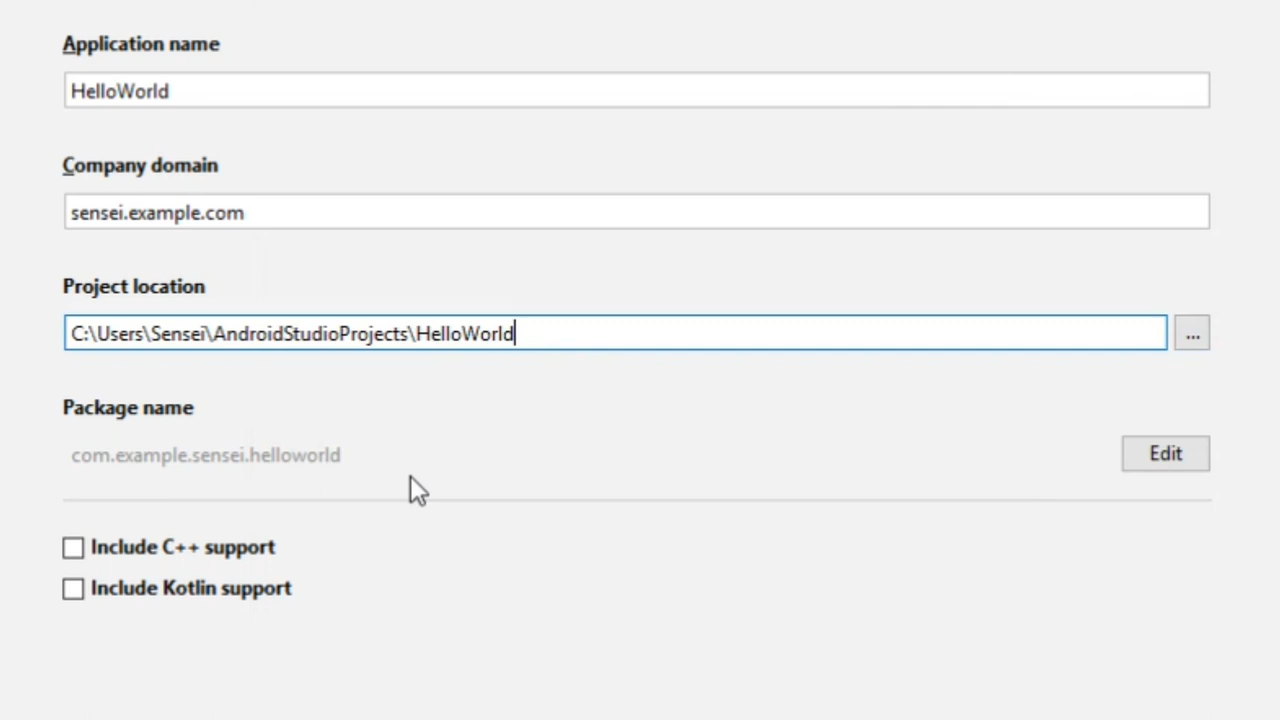 Application name
HelloWorld
Company domain
sensei.example.com
Project location
C:\Users\Sensei\AndroidStudioProjects\HelloWorld
...
Package name
com.example.sensei.helloworld
Edit
Include C++ support
Include Kotlin support